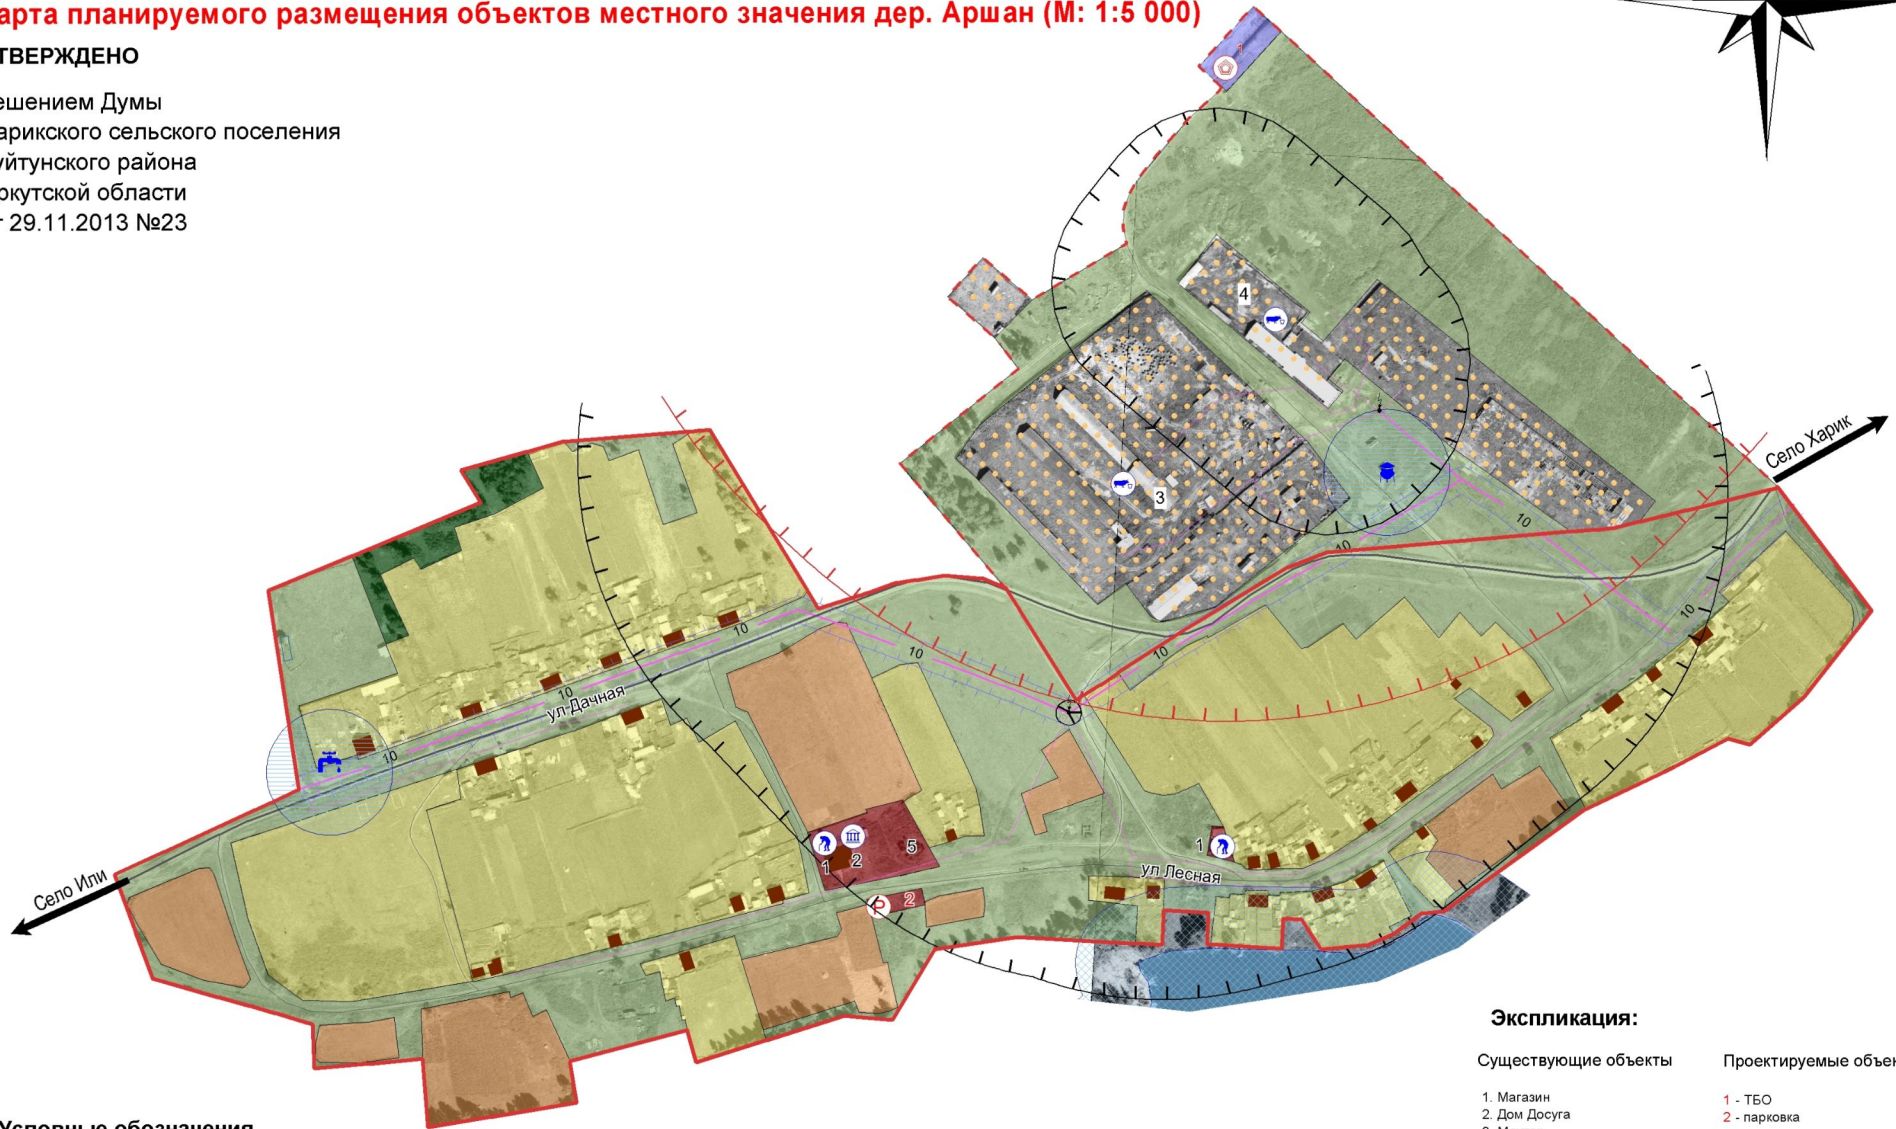 арта планируемого размещения объектов местного значения дер. Аршан (М: 1:5 000)
ТВЕРЖДЕНО
ешением Думы
арикского сельского поселения
уйтунского района
ркутской области
т 29.11.2013 №23
1
4
3
Село Харик
10
10
10
10
10
10
10
10
ул Дачная
Село Или
1
2
5
1
ул Лесная
P
2
Экспликация:
Существующие объекты
Проектируемые объек
1. Магазин
1 - ТБО
2. Дом Досуга
2 - парковка
Условные обозначения